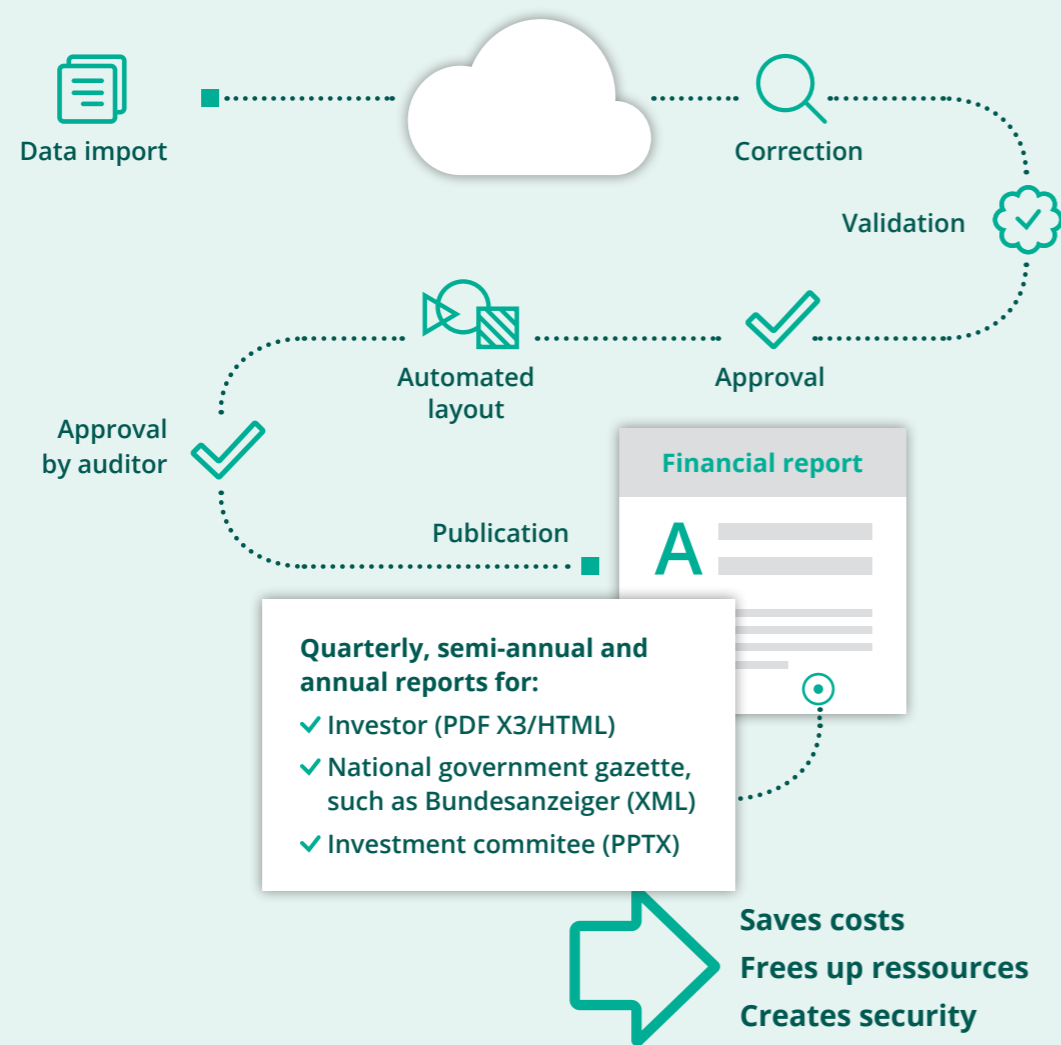 Data import
Correction
Validation
Approval
Automated
layout
Approval
by auditor
Publication
Financial report
A
Quarterly, semi-annual and
annual reports for:
Investor (PDF X3/HTML)
National government gazette,
such as Bundesanzeiger (XML)
Investment commitee (PPTX)
Saves costs
Frees up ressources
Creates security